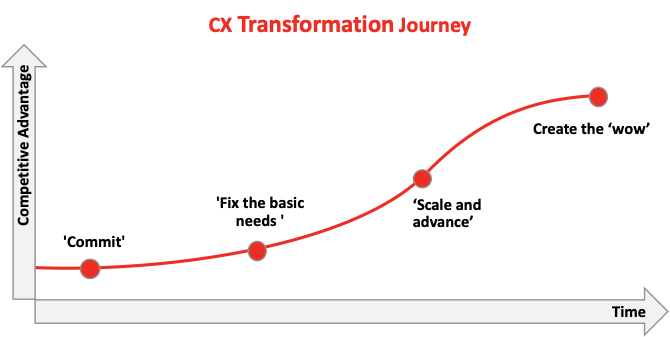 CX Transformation Journey
Competitive Advantage
'Commit'
'Fix the basic
needs '
‘Scale and
advance’
Create the ‘wow’
Time